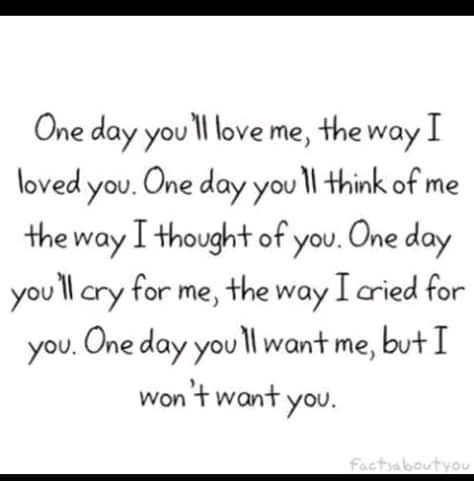 One day you'll love me, the way I
loved you. One day you'll think of me
the way I thought of you. One day
you'll cry for me, the way I cried for
you. One day you'll want me, but I
won't want you.
factsaboutyou